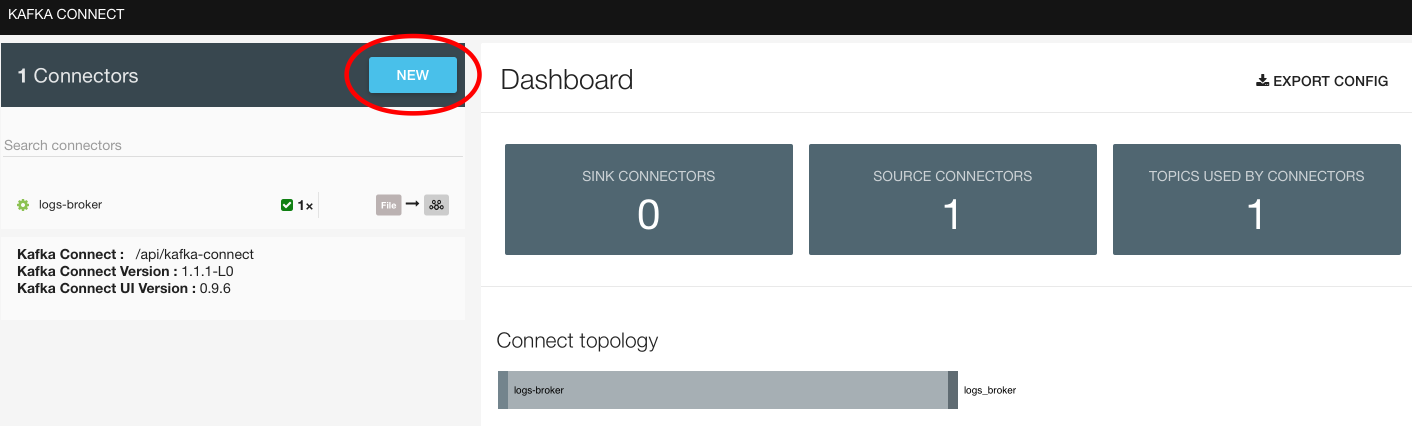 KAFKA CONNECT
1 Connectors
NEW
Search connectors
logs-broker 1× File
Kafka Connect : /api/kafka-connect
Kafka Connect Version : 1.1.1-L0
Kafka Connect UI Version : 0.9.6
Dashboard
EXPORT CONFIG
SINK CONNECTORS
0
SOURCE CONNECTORS
1
TOPICS USED BY CONNECTORS
1
Connect topology
logs-broker
logs_broker